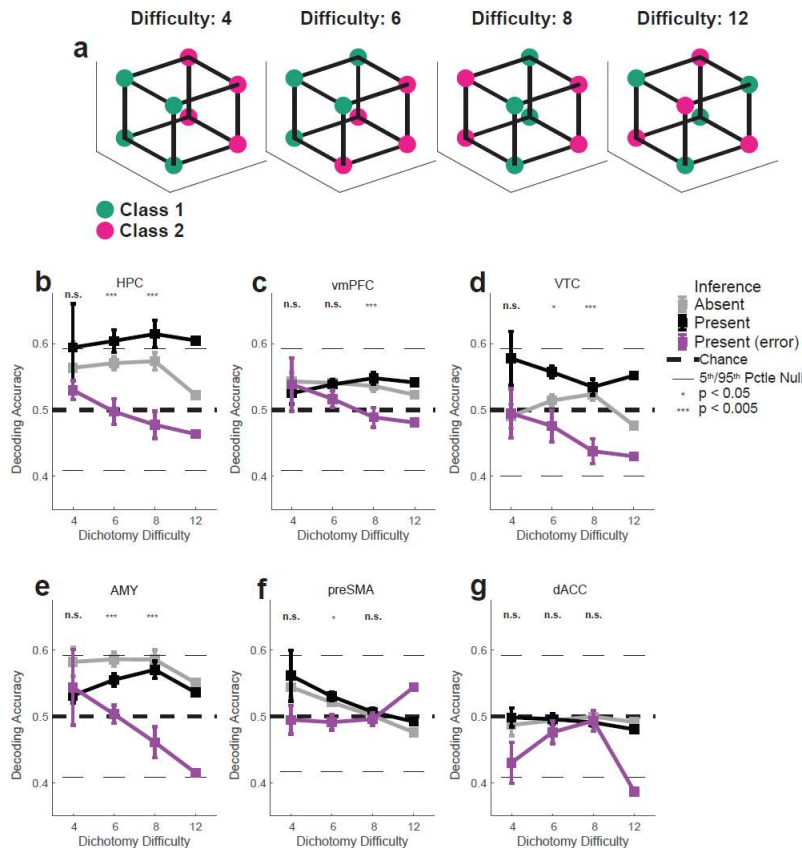 Difficulty: 4 Difficulty: 6 Difficulty: 8 Difficulty: 12
a
Class 1
Class 2
b HPC
n.s. *** ***
0.6
0.5
0.4
Decoding Accuracy
4 6 8 12
Dichotomy Difficulty
c vmPFC
n.s. n.s. ***
0.6
0.5
0.4
Decoding Accuracy
4 6 8 12
Dichotomy Difficulty
d VTC
n.s. * ***
0.6
0.5
0.4
Decoding Accuracy
4 6 8 12
Dichotomy Difficulty
Inference
Absent
Present
Present (error)
Chance
5th/95th Pctle Null
* p < 0.05
*** p < 0.005
e AMY
n.s. *** ***
0.6
0.5
0.4
Decoding Accuracy
4 6 8 12
Dichotomy Difficulty
f preSMA
n.s. * n.s.
0.6
0.5
0.4
Decoding Accuracy
4 6 8 12
Dichotomy Difficulty
g dACC
n.s. n.s. n.s.
0.6
0.5
0.4
Decoding Accuracy
4 6 8 12
Dichotomy Difficulty